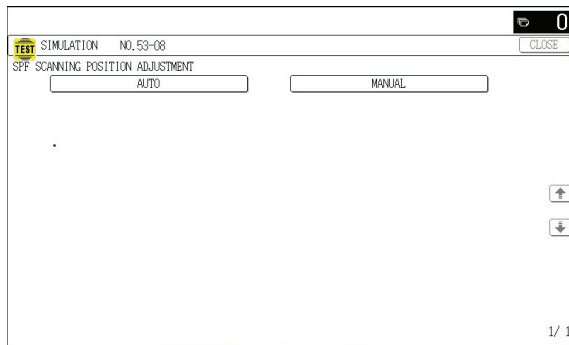 0
TEST SIMULATION NO.53-08 CLOSE
SPF SCANNING POSITION ADJUSTMENT
AUTO MANUAL
1/ 1